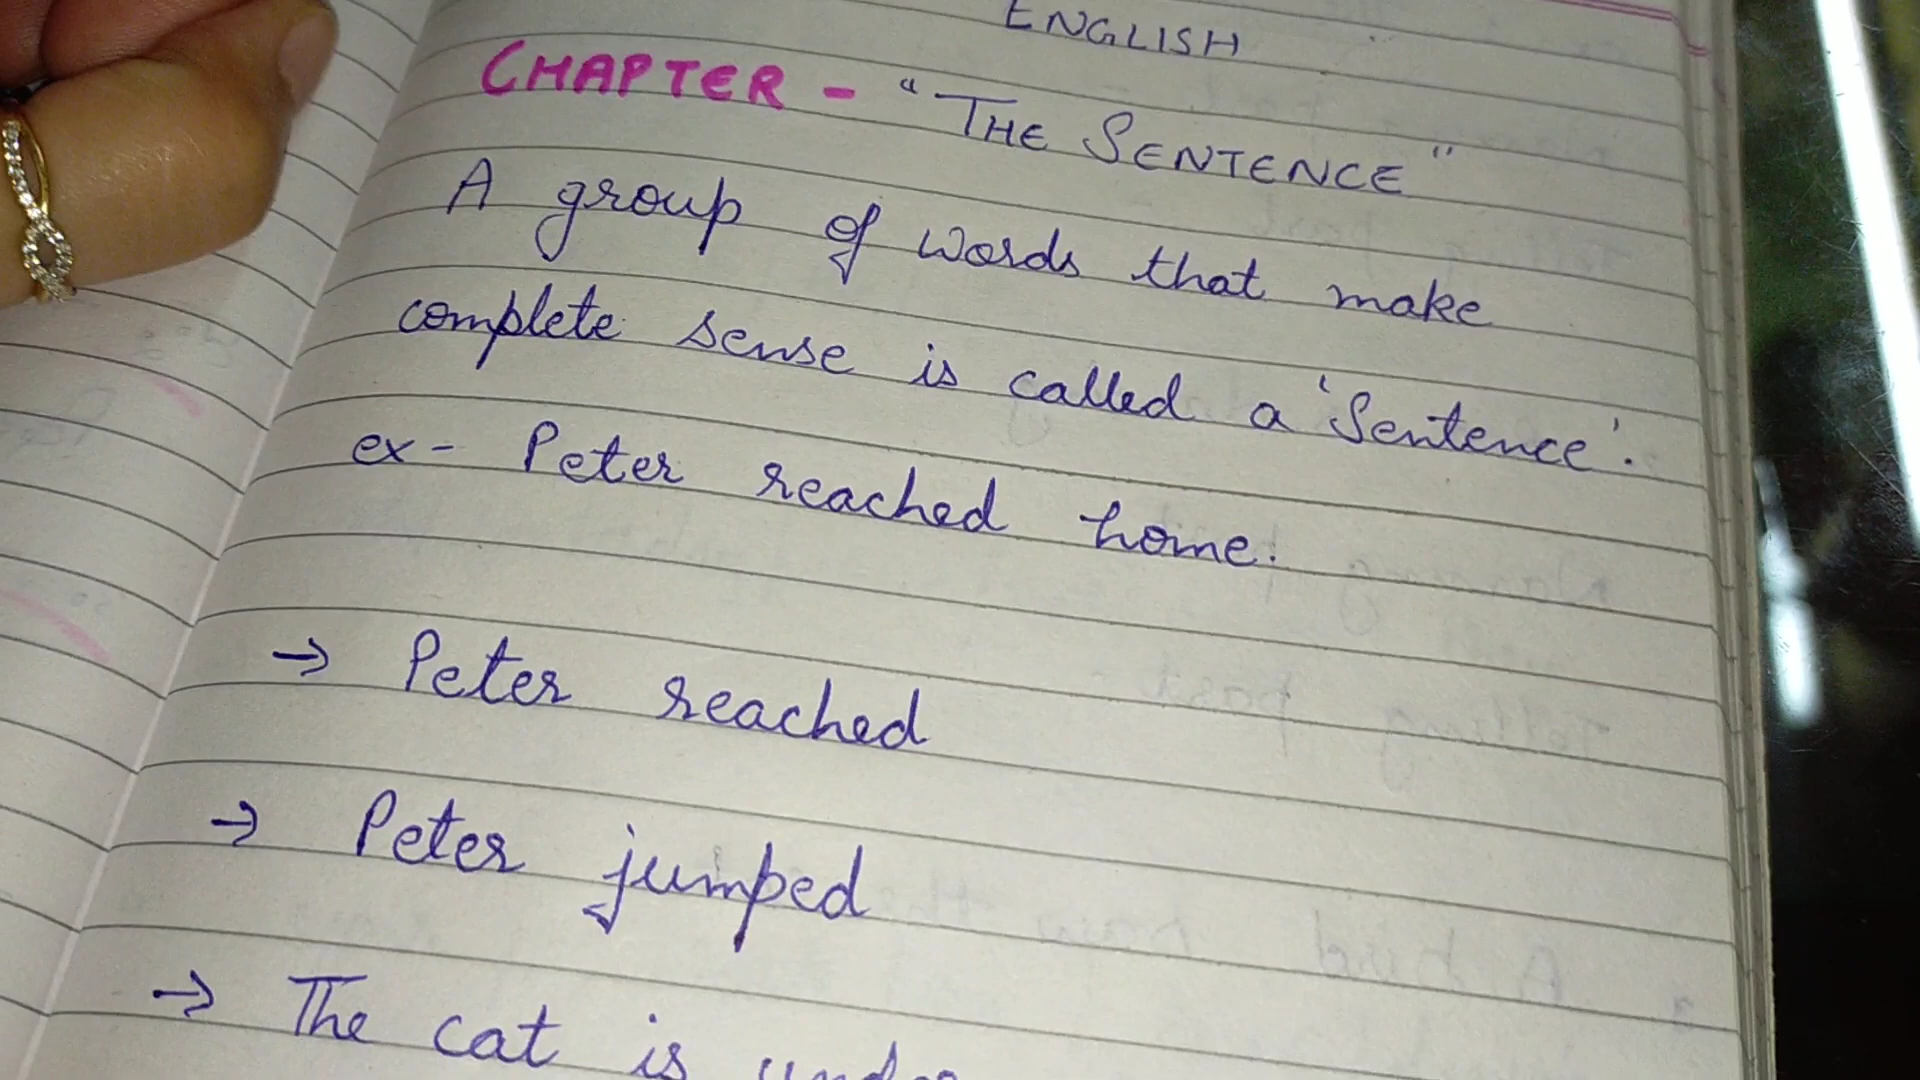 ENGLISH
CHAPTER - "THE SENTENCE"
A group of words that make
complete sense is called a 'Sentence'.
ex- Peter reached home.
→ Peter reached
→ Peter jumped
→ The cat is